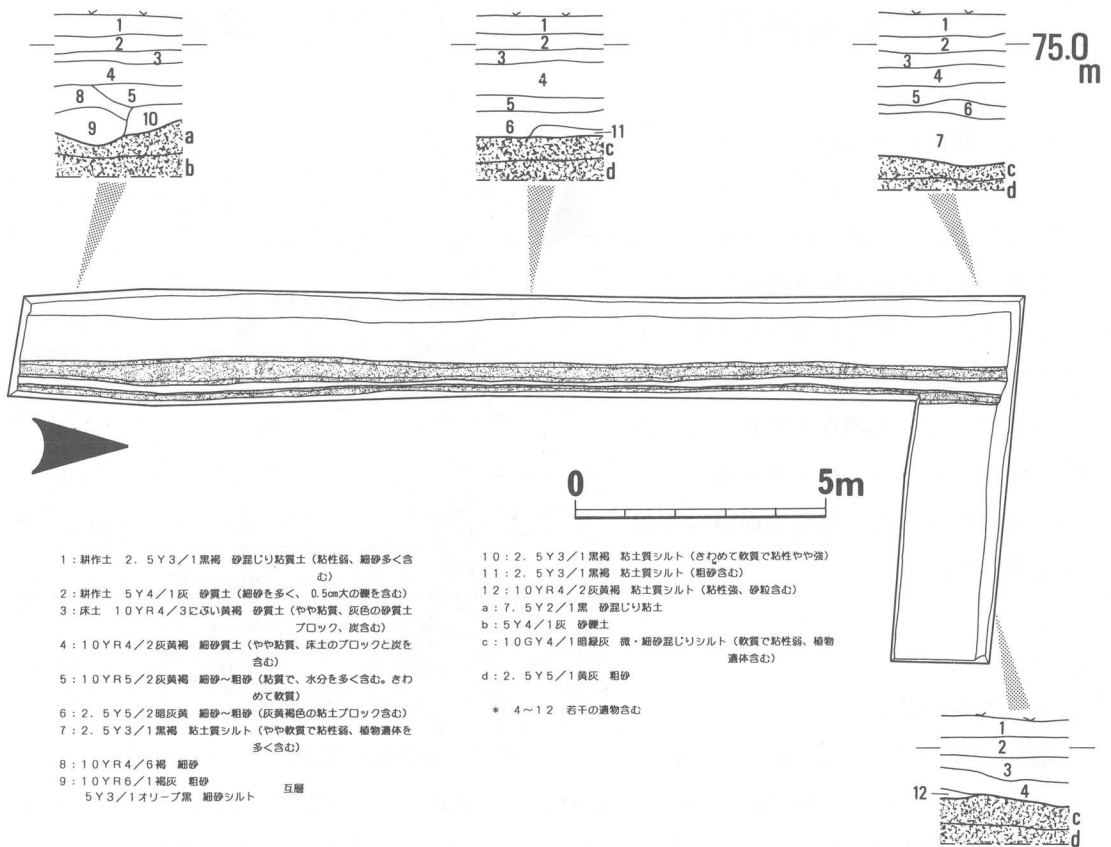 1
2
3
4
8
5
9
10
a
b
1
2
3
4
5
6
11
c
d
1
2
3
4
5
6
7
c
d
75.0
m
0
5m
1：耕作土　2．5Y3／1黒褐　砂混じり粘質土（粘性弱、細砂多く含
む）
2：耕作土　5Y4／1灰　砂質土（細砂を多く、0.5cm大の礫を含む）
3：床土　10YR4／3にぶい黄褐　砂質土（やや粘質、灰色の砂質土
ブロック、炭含む）
4：10YR4／2灰黄褐　細砂質土（やや粘質、床土のブロックと炭を
含む）
5：10YR5／2灰黄褐　細砂～粗砂（粘質で、水分を多く含む。きわ
めて軟質）
6：2．5Y5／2暗灰黄　細砂～粗砂（灰黄褐色の粘土ブロック含む）
7：2．5Y3／1黒褐　粘土質シルト（やや軟質で粘性弱、植物遺体を
多く含む）
8：10YR4／6褐　細砂
9：10YR6／1褐灰　粗砂
5Y3／1オリーブ黒　細砂シルト　互層
10：2．5Y3／1黒褐　粘土質シルト（きわめて軟質で粘性やや強）
11：2．5Y3／1黒褐　粘土質シルト（粗砂含む）
12：10YR4／2灰黄褐　粘土質シルト（粘性強、砂粒含む）
a：7．5Y2／1黒　砂混じり粘土
b：5Y4／1灰　砂礫土
c：10GY4／1暗緑灰　微・細砂混じりシルト（軟質で粘性弱、植物
遺体含む）
d：2．5Y5／1黄灰　粗砂
＊　4～12　若干の遺物含む
1
2
3
12
4
c
d